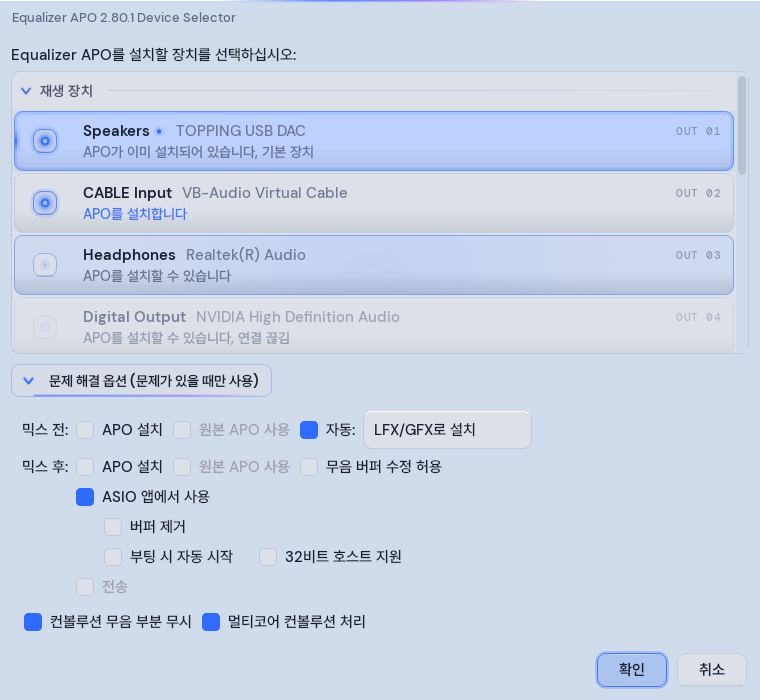 Equalizer APO 2.80.1 Device Selector
Equalizer APO를 설치할 장치를 선택하십시오:
재생 장치
Speakers TOPPING USB DAC OUT 01
APO가 이미 설치되어 있습니다, 기본 장치
CABLE Input VB-Audio Virtual Cable OUT 02
APO를 설치합니다
Headphones Realtek(R) Audio OUT 03
APO를 설치할 수 있습니다
Digital Output NVIDIA High Definition Audio OUT 04
APO를 설치할 수 있습니다, 연결 끊김
문제 해결 옵션 (문제가 있을 때만 사용)
믹스 전: APO 설치 원본 APO 사용 자동: LFX/GFX로 설치
믹스 후: APO 설치 원본 APO 사용 무음 버퍼 수정 허용
ASIO 앱에서 사용
버퍼 제거
부팅 시 자동 시작 32비트 호스트 지원
전송
컨볼루션 무음 부분 무시 멀티코어 컨볼루션 처리
확인 취소